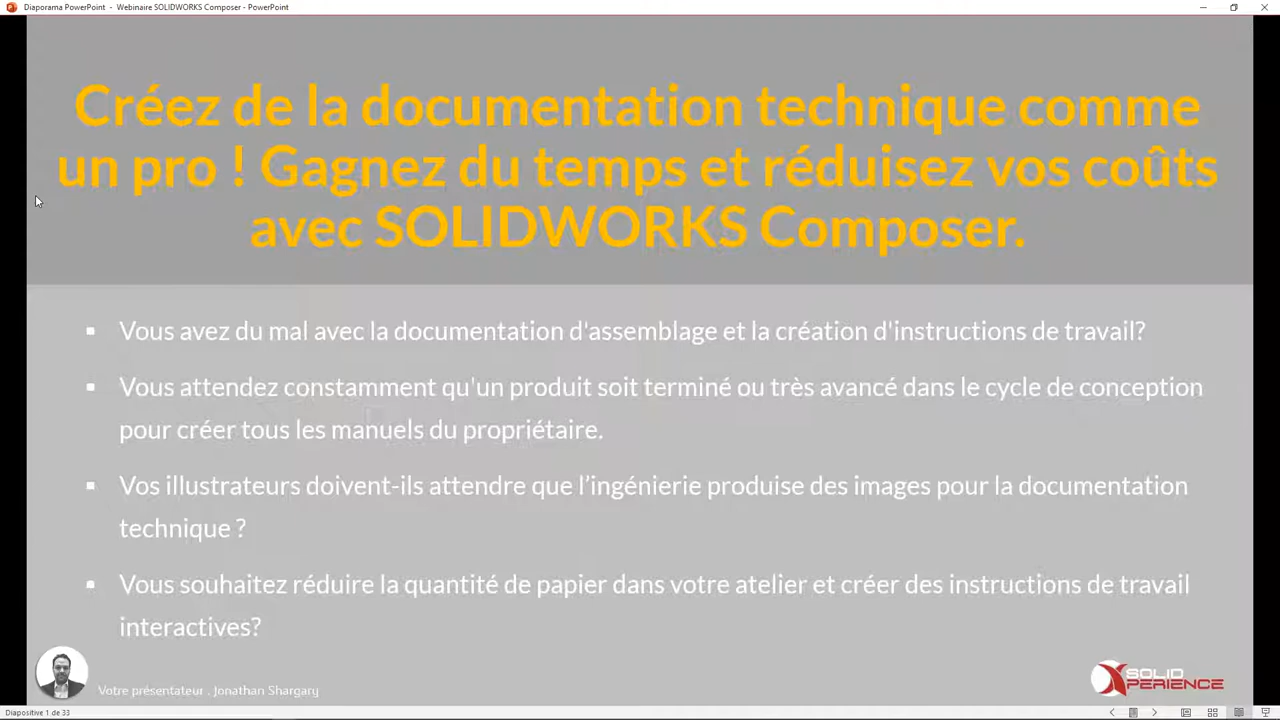 Diaporama PowerPoint - Webinaire SOLIDWORKS Composer - PowerPoint
Créez de la documentation technique comme
un pro ! Gagnez du temps et réduisez vos coûts
avec SOLIDWORKS Composer.
▪ Vous avez du mal avec la documentation d'assemblage et la création d'instructions de travail?
▪ Vous attendez constamment qu'un produit soit terminé ou très avancé dans le cycle de conception
pour créer tous les manuels du propriétaire.
▪ Vos illustrateurs doivent-ils attendre que l’ingénierie produise des images pour la documentation
technique ?
▪ Vous souhaitez réduire la quantité de papier dans votre atelier et créer des instructions de travail
interactives?
Votre présentateur . Jonathan Shargary
SOLID
XPERIENCE
Diapositive 1 de 33